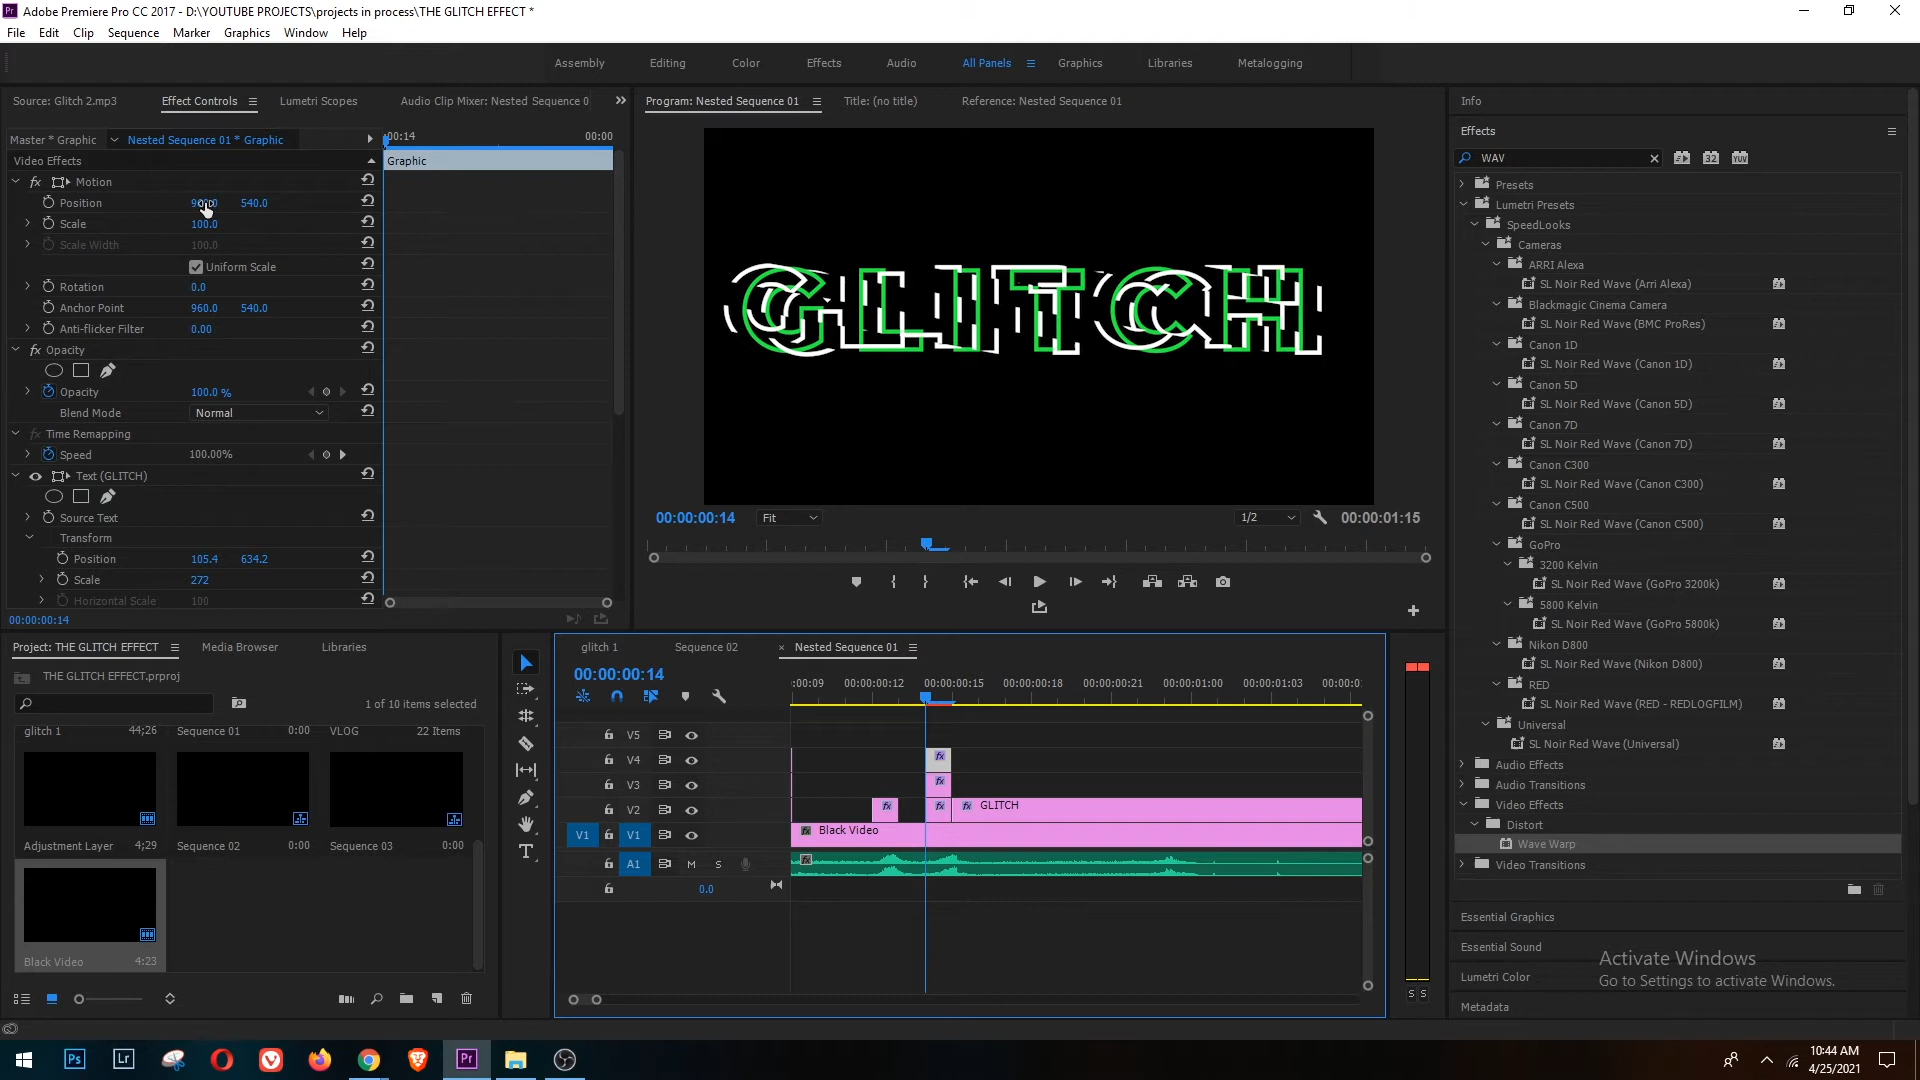 Adobe Premiere Pro CC 2017 - D:\YOUTUBE PROJECTS\projects in process\THE GLITCH EFFECT *
File Edit Clip Sequence Marker Graphics Window Help
Assembly Editing Color Effects Audio All Panels Graphics Libraries Metalogging
Source: Glitch 2.mp3 Effect Controls Lumetri Scopes Audio Clip Mixer: Nested Sequence 0
Program: Nested Sequence 01 Title: (no title) Reference: Nested Sequence 01
Info
Effects
WAV
32 YUV
Master * Graphic Nested Sequence 01 * Graphic
:00:14 00:00
Video Effects
Graphic
Motion
Position 540.0
Scale 100.0
Scale Width 100.0
Uniform Scale
Rotation 0.0
Anchor Point 960.0 540.0
Anti-flicker Filter 0.00
fx Opacity
Opacity 100.0 %
Blend Mode Normal
fx Time Remapping
Speed 100.00%
Text (GLITCH)
Source Text
Transform
Position 105.4 634.2
Scale 272
Horizontal Scale 100
00:00:00:14
GLITCH
00:00:00:14 Fit 1/2 00:00:01:15
Presets
Lumetri Presets
SpeedLooks
Cameras
ARRI Alexa
SL Noir Red Wave (Arri Alexa)
Blackmagic Cinema Camera
SL Noir Red Wave (BMC ProRes)
Canon 1D
SL Noir Red Wave (Canon 1D)
Canon 5D
SL Noir Red Wave (Canon 5D)
Canon 7D
SL Noir Red Wave (Canon 7D)
Canon C300
SL Noir Red Wave (Canon C300)
Canon C500
SL Noir Red Wave (Canon C500)
GoPro
3200 Kelvin
SL Noir Red Wave (GoPro 3200k)
5800 Kelvin
SL Noir Red Wave (GoPro 5800k)
Nikon D800
SL Noir Red Wave (Nikon D800)
RED
SL Noir Red Wave (RED - REDLOGFILM)
Universal
SL Noir Red Wave (Universal)
Audio Effects
Audio Transitions
Video Effects
Distort
Wave Warp
Video Transitions
Essential Graphics
Essential Sound
Lumetri Color
Metadata
Activate Windows
Go to Settings to activate Windows.
Project: THE GLITCH EFFECT Media Browser Libraries
THE GLITCH EFFECT.prproj
1 of 10 items selected
glitch 1 44;26 Sequence 01 0:00 VLOG 22 Items
Adjustment Layer 4;29 Sequence 02 0:00 Sequence 03 0:00
Black Video 4:23
glitch 1 Sequence 02 × Nested Sequence 01
00:00:00:14
:00:09 00:00:00:12 00:00:00:15 00:00:00:18 00:00:00:21 00:00:01:00 00:00:01:03 00:00:0
V5
V4 fx
V3 fx
V2 fx fx fx GLITCH
V1 V1 fx Black Video
A1 M S fx
0.0
S S
Ps Lr Pr
10:44 AM
4/25/2021